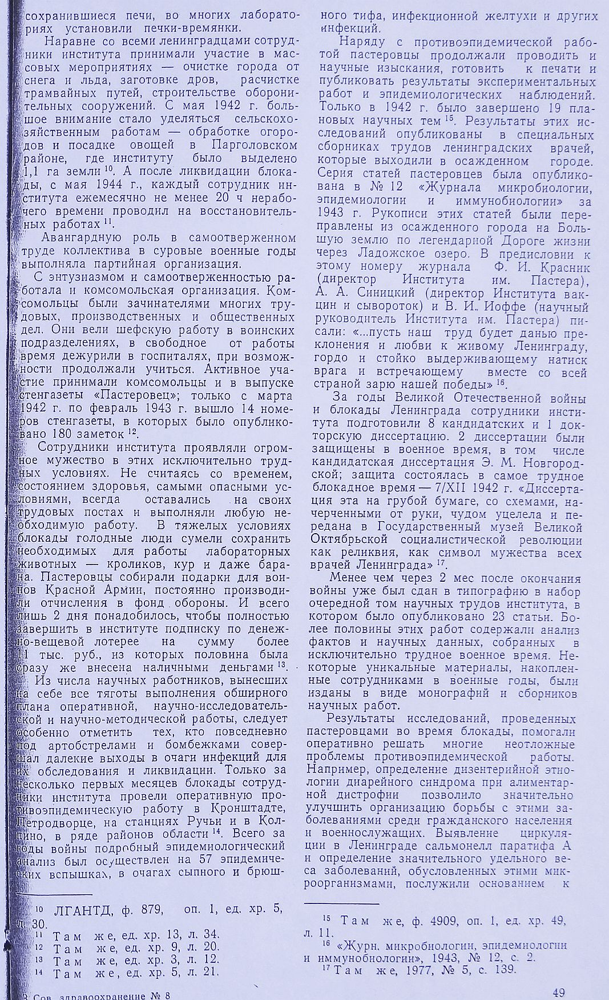 сохранившиеся печи, во многих лаборато-
риях установили печки-времянки.
Наравне со всеми ленинградцами сотруд-
ники института принимали участие в мас-
совых мероприятиях — очистке города от
снега и льда, заготовке дров, расчистке
трамвайных путей, строительстве оборони-
тельных сооружений. С мая 1942 г. боль-
шое внимание стало уделяться сельскохо-
зяйственным работам — обработке огоро-
дов и посадке овощей в Парголовском
районе, где институту было выделено
1,1 га земли ¹⁰. А после ликвидации блока-
ды, с мая 1944 г., каждый сотрудник ин-
ститута ежемесячно не менее 20 ч нерабо-
чего времени проводил на восстановитель-
ных работах ¹¹.
Авангардную роль в самоотверженном
труде коллектива в суровые военные годы
выполняла партийная организация.
С энтузиазмом и самоотверженностью ра-
ботала и комсомольская организация. Ком-
сомольцы были зачинателями многих тру-
довых, производственных и общественных
дел. Они вели шефскую работу в воинских
подразделениях, в свободное от работы
время дежурили в госпиталях, при возмож-
ности продолжали учиться. Активное уча-
стие принимали комсомольцы и в выпуске
стенгазеты «Пастеровец»; только с марта
1942 г. по февраль 1943 г. вышло 14 номе-
ров стенгазеты, в которых было опублико-
вано 180 заметок ¹².
Сотрудники института проявляли огром-
ное мужество в этих исключительно труд-
ных условиях. Не считаясь со временем,
состоянием здоровья, самыми опасными ус-
ловиями, всегда оставались на своих
трудовых постах и выполняли любую не-
обходимую работу. В тяжелых условиях
блокады голодные люди сумели сохранить
необходимых для работы лабораторных
животных — кроликов, кур и даже бара-
на. Пастеровцы собирали подарки для вои-
нов Красной Армии, постоянно производи-
ли отчисления в фонд обороны. И всего
лишь 2 дня понадобилось, чтобы полностью
завершить в институте подписку по денеж-
но-вещевой лотерее на сумму более
11 тыс. руб., из которых половина была
сразу же внесена наличными деньгами ¹³.
Из числа научных работников, вынесших
на себе все тяготы выполнения обширного
плана оперативной, научно-исследователь-
ской и научно-методической работы, следует
особенно отметить тех, кто повседневно
под артобстрелами и бомбежками совер-
шал далекие выходы в очаги инфекций для
их обследования и ликвидации. Только за
несколько первых месяцев блокады сотруд-
ники института провели оперативную про-
тивоэпидемическую работу в Кронштадте,
Петродворце, на станциях Ручьи и в Кол-
пино, в ряде районов области ¹⁴. Всего за
годы войны подробный эпидемиологический
анализ был осуществлен на 57 эпидемиче-
ских вспышках, в очагах сыпного и брюш-
¹⁰ ЛГАНТД, ф. 879, оп. 1, ед. хр. 5,
л. 30.
¹¹ Там же, ед. хр. 13, л. 34.
¹² Там же, ед. хр. 9, л. 20.
¹³ Там же, ед. хр. 3, л. 12.
¹⁴ Там же, ед. хр. 5, л. 21.
3 Сов. здравоохранение № 8
ного тифа, инфекционной желтухи и других
инфекций.
Наряду с противоэпидемической рабо-
той пастеровцы продолжали проводить и
научные изыскания, готовить к печати и
публиковать результаты экспериментальных
работ и эпидемиологических наблюдений.
Только в 1942 г. было завершено 19 пла-
новых научных тем ¹⁵. Результаты этих ис-
следований опубликованы в специальных
сборниках трудов ленинградских врачей,
которые выходили в осажденном городе.
Серия статей пастеровцев была опублико-
вана в № 12 «Журнала микробиологии,
эпидемиологии и иммунобиологии» за
1943 г. Рукописи этих статей были пере-
правлены из осажденного города на Боль-
шую землю по легендарной Дороге жизни
через Ладожское озеро. В предисловии к
этому номеру журнала Ф. И. Красник
(директор Института им. Пастера),
А. А. Синицкий (директор Института вак-
цин и сывороток) и В. И. Иоффе (научный
руководитель Института им. Пастера) пи-
сали: «...пусть наш труд будет данью пре-
клонения и любви к живому Ленинграду,
гордо и стойко выдерживающему натиск
врага и встречающему вместе со всей
страной зарю нашей победы» ¹⁶.
За годы Великой Отечественной войны
и блокады Ленинграда сотрудники инсти-
тута подготовили 8 кандидатских и 1 док-
торскую диссертацию. 2 диссертации были
защищены в военное время, в том числе
кандидатская диссертация Э. М. Новгород-
ской; защита состоялась в самое трудное
блокадное время — 7/XII 1942 г. «Диссерта-
ция эта на грубой бумаге, со схемами, на-
черченными от руки, чудом уцелела и пе-
редана в Государственный музей Великой
Октябрьской социалистической революции
как реликвия, как символ мужества всех
врачей Ленинграда» ¹⁷.
Менее чем через 2 мес после окончания
войны уже был сдан в типографию в набор
очередной том научных трудов института, в
котором было опубликовано 23 статьи. Бо-
лее половины этих работ содержали анализ
фактов и научных данных, собранных в
исключительно трудное военное время. Не-
которые уникальные материалы, накоплен-
ные сотрудниками в военные годы, были
изданы в виде монографий и сборников
научных работ.
Результаты исследований, проведенных
пастеровцами во время блокады, помогали
оперативно решать многие неотложные
проблемы противоэпидемической работы.
Например, определение дизентерийной этио-
логии диарейного синдрома при алиментар-
ной дистрофии позволило значительно
улучшить организацию борьбы с этими за-
болеваниями среди гражданского населения
и военнослужащих. Выявление циркуля-
ции в Ленинграде сальмонелл паратифа А
и определение значительного удельного ве-
са заболеваний, обусловленных этими мик-
роорганизмами, послужили основанием к
¹⁵ Там же, ф. 4909, оп. 1, ед. хр. 49,
л. 11.
¹⁶ «Журн. микробиологии, эпидемиологии
и иммунобиологии», 1943, № 12, с. 2.
¹⁷ Там же, 1977, № 5, с. 139.
49